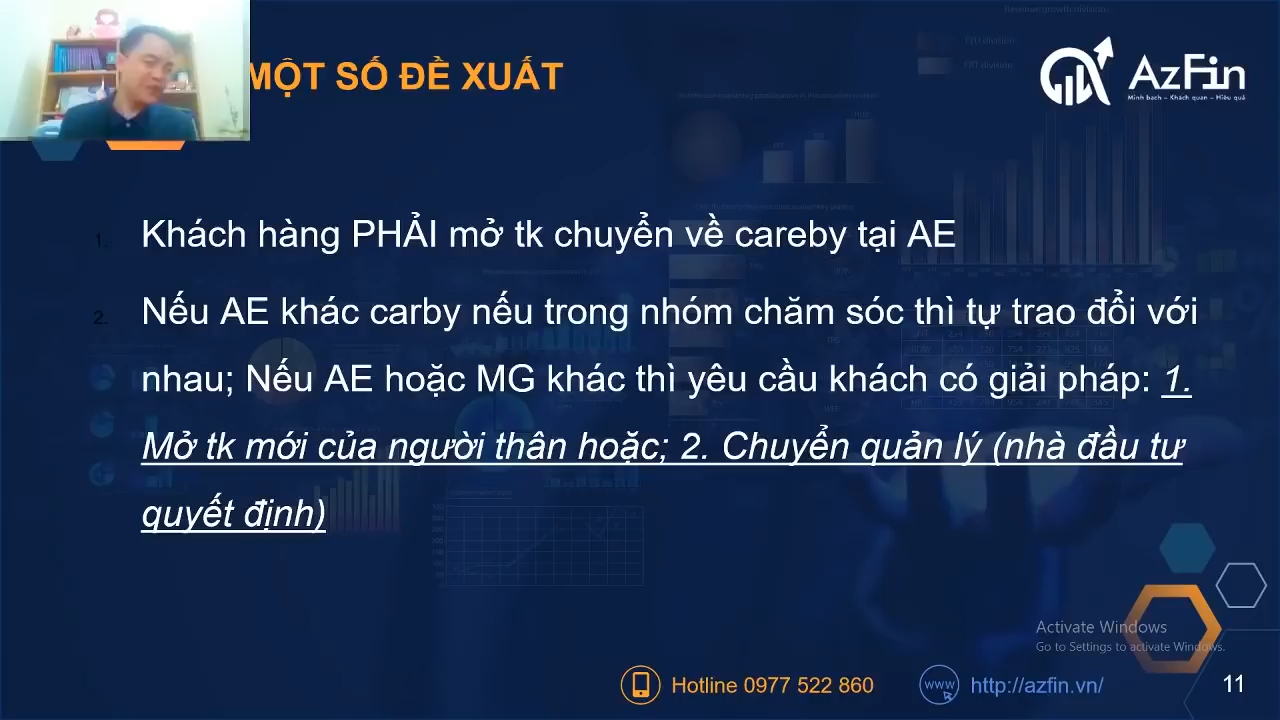 MỘT SỐ ĐỀ XUẤT
AzFin
Minh bạch – Khách quan – Hiệu quả
1. Khách hàng PHẢI mở tk chuyển về careby tại AE
2. Nếu AE khác carby nếu trong nhóm chăm sóc thì tự trao đổi với
nhau; Nếu AE hoặc MG khác thì yêu cầu khách có giải pháp: 1.
Mở tk mới của người thân hoặc; 2. Chuyển quản lý (nhà đầu tư
quyết định)
Activate Windows
Go to Settings to activate Windows.
Hotline 0977 522 860
www
http://azfin.vn/
11